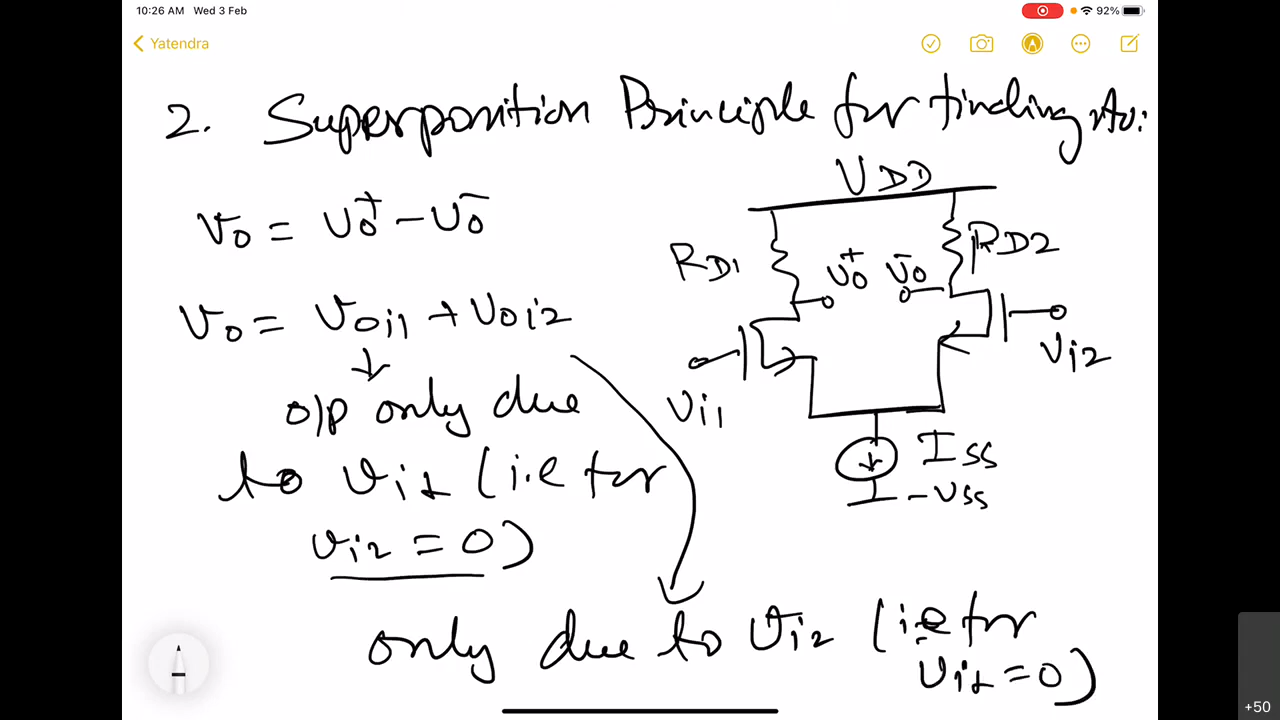 10:26 AM Wed 3 Feb
92%
Yatendra
2. Superposition Principle for finding Av:
VDD
vo = vo+ - vo-
RD1
vo+
vo-
RD2
vo = voi1 + voi2
Vi1
Vi2
o/p only due
to vi1 (i.e for
vi2 = 0)
ISS
-VSS
only due to vi2 (i.e for
vi1 = 0)
+50